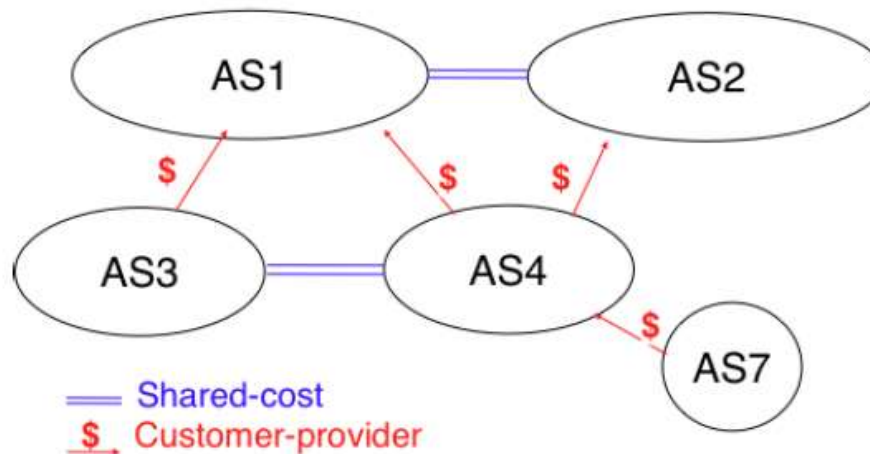 AS1
AS2
$
$
$
AS3
AS4
$
AS7
Shared-cost
$ Customer-provider